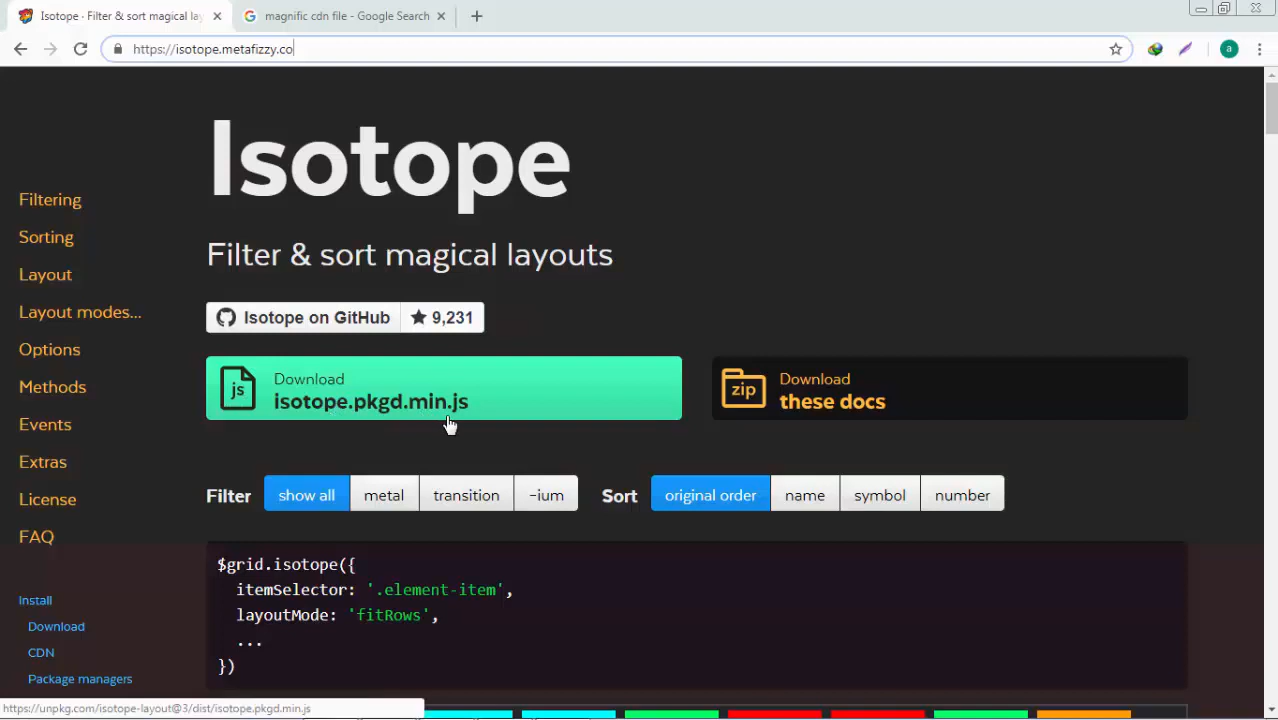 Isotope · Filter & sort magical la
magnific cdn file - Google Search
https://isotope.metafizzy.co
a
Isotope
Filter & sort magical layouts
Isotope on GitHub
9,231
js
Download
isotope.pkgd.min.js
zip
Download
these docs
Filtering
Sorting
Layout
Layout modes...
Options
Methods
Events
Extras
License
FAQ
Install
Download
CDN
Package managers
Filter show all metal transition -ium
Sort original order name symbol number
$grid.isotope({
itemSelector: '.element-item',
layoutMode: 'fitRows',
...
})
https://unpkg.com/isotope-layout@3/dist/isotope.pkgd.min.js